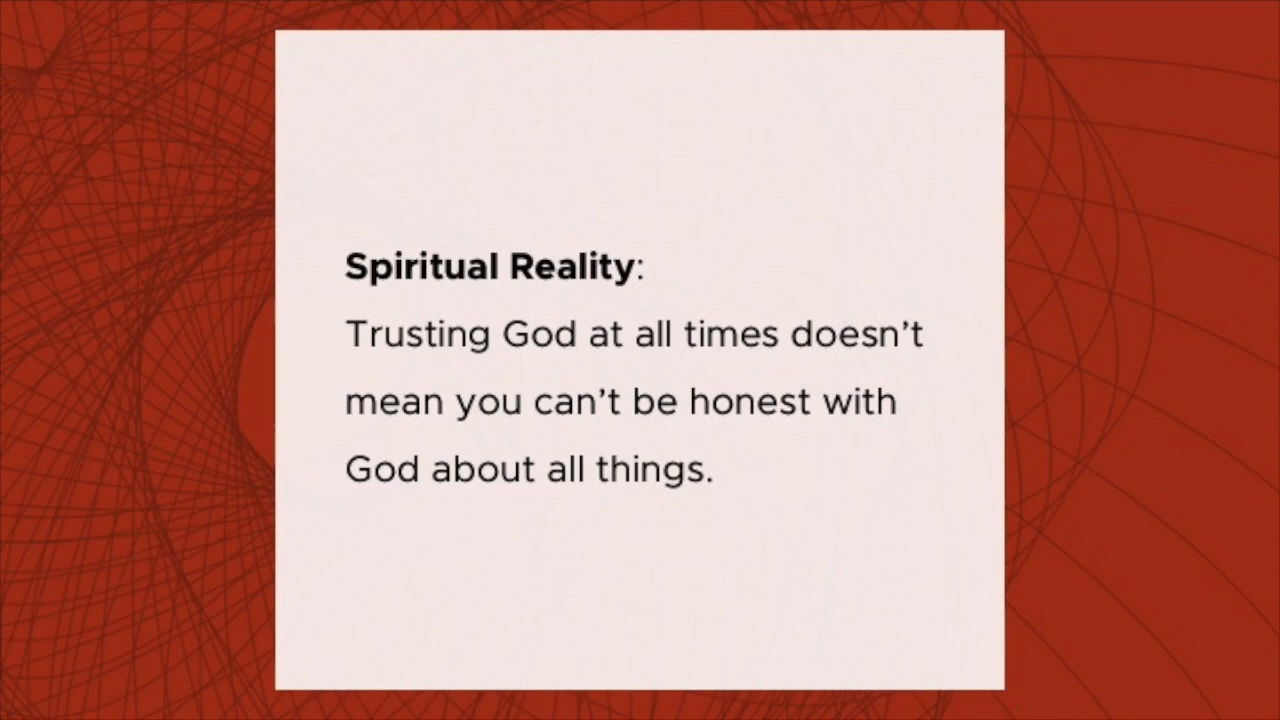 Spiritual Reality:
Trusting God at all times doesn’t
mean you can’t be honest with
God about all things.